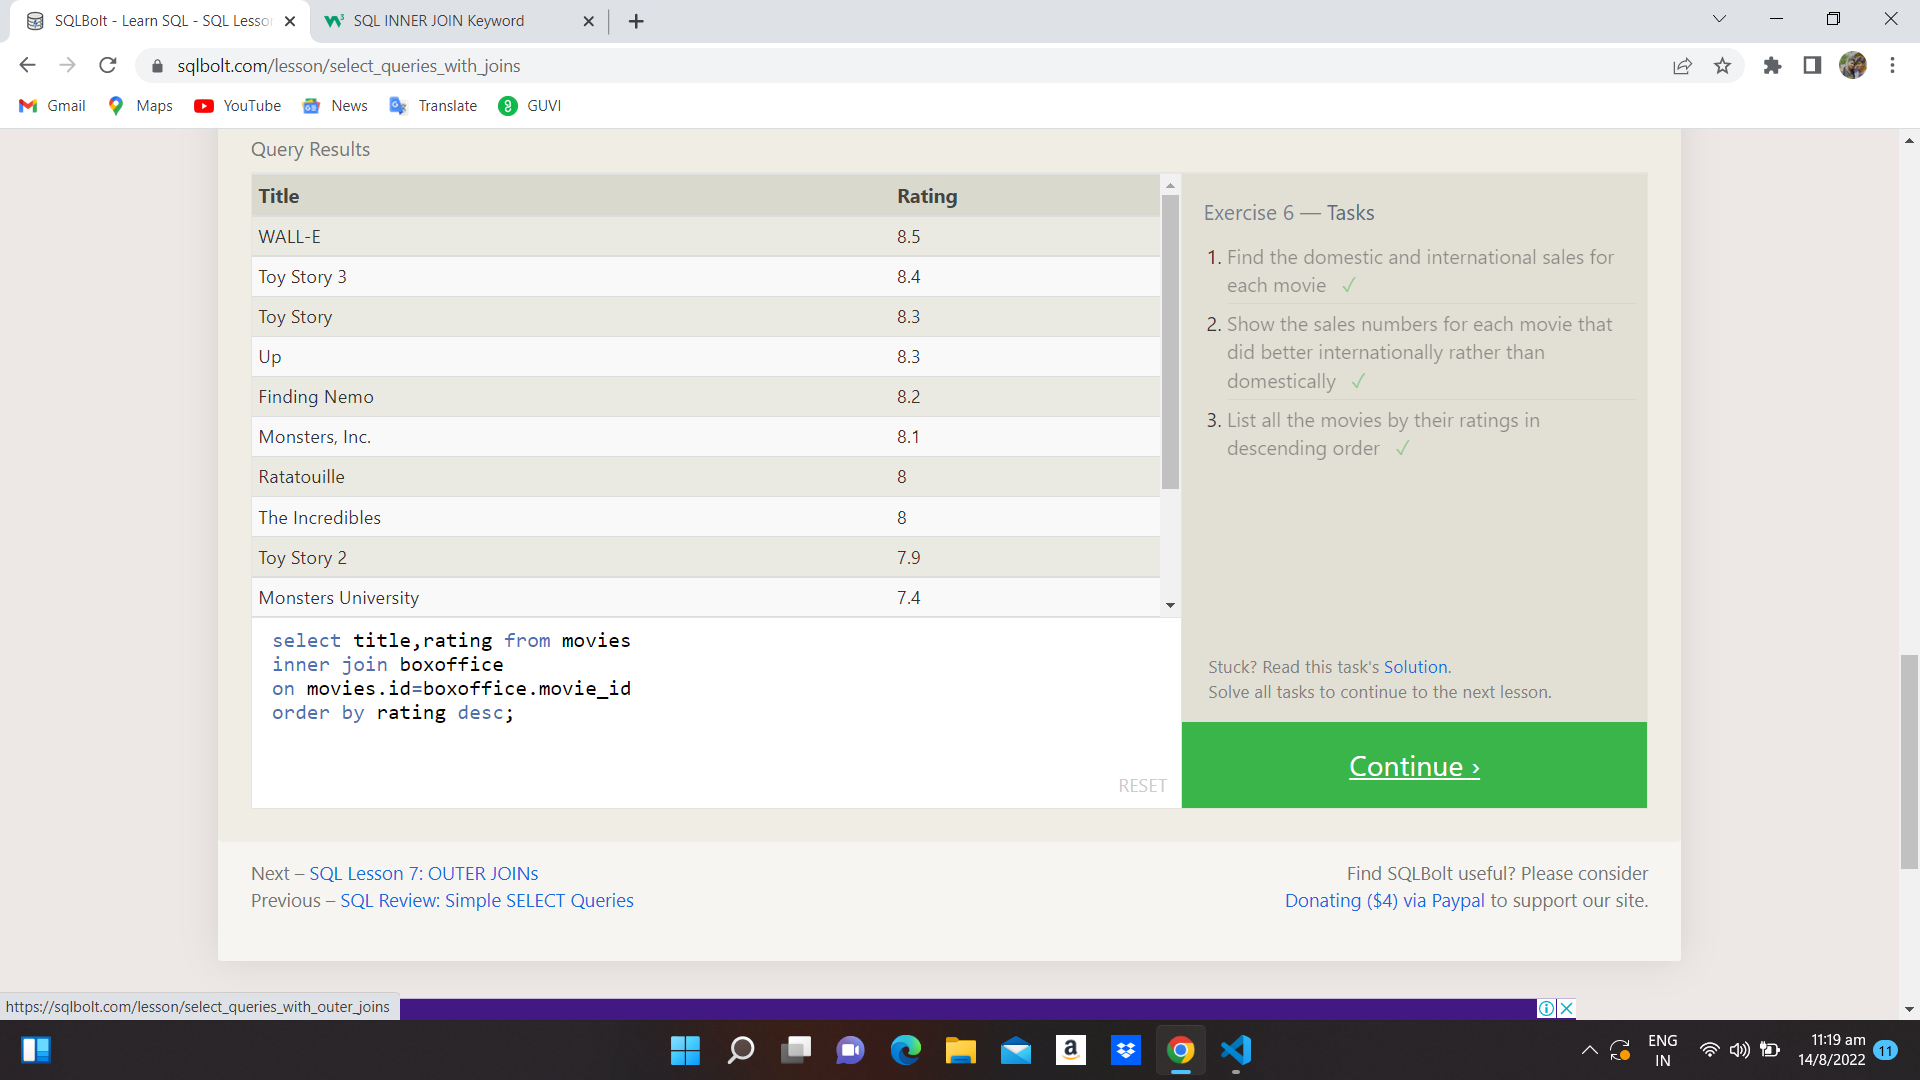 SQLBolt - Learn SQL - SQL Lesson
SQL INNER JOIN Keyword
sqlbolt.com/lesson/select_queries_with_joins
Gmail
Maps
YouTube
News
Translate
GUVI
Query Results
Title Rating
WALL-E 8.5
Toy Story 3 8.4
Toy Story 8.3
Up 8.3
Finding Nemo 8.2
Monsters, Inc. 8.1
Ratatouille 8
The Incredibles 8
Toy Story 2 7.9
Monsters University 7.4
select title,rating from movies
inner join boxoffice
on movies.id=boxoffice.movie_id
order by rating desc;
RESET
Exercise 6 — Tasks
1. Find the domestic and international sales for
each movie ✓
2. Show the sales numbers for each movie that
did better internationally rather than
domestically ✓
3. List all the movies by their ratings in
descending order ✓
Stuck? Read this task's Solution.
Solve all tasks to continue to the next lesson.
Continue ›
Next – SQL Lesson 7: OUTER JOINs
Previous – SQL Review: Simple SELECT Queries
Find SQLBolt useful? Please consider
Donating ($4) via Paypal to support our site.
https://sqlbolt.com/lesson/select_queries_with_outer_joins
ENG
IN
11:19 am
14/8/2022
11